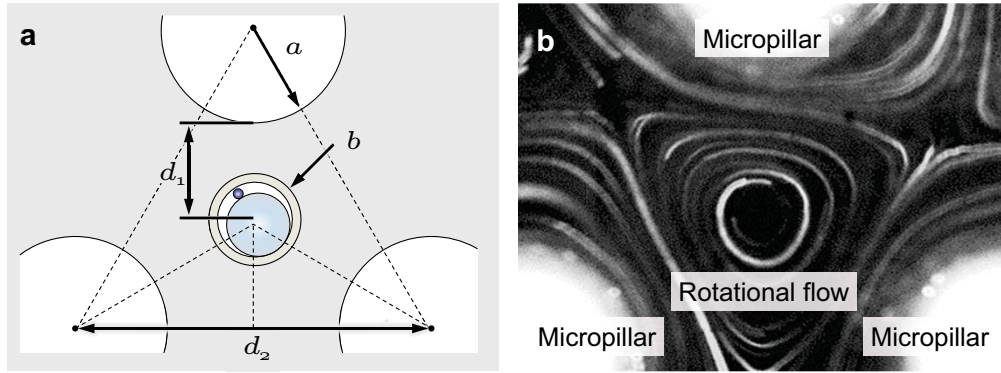 a
a
b
d₁
d₂
b
Micropillar
Rotational flow
Micropillar
Micropillar